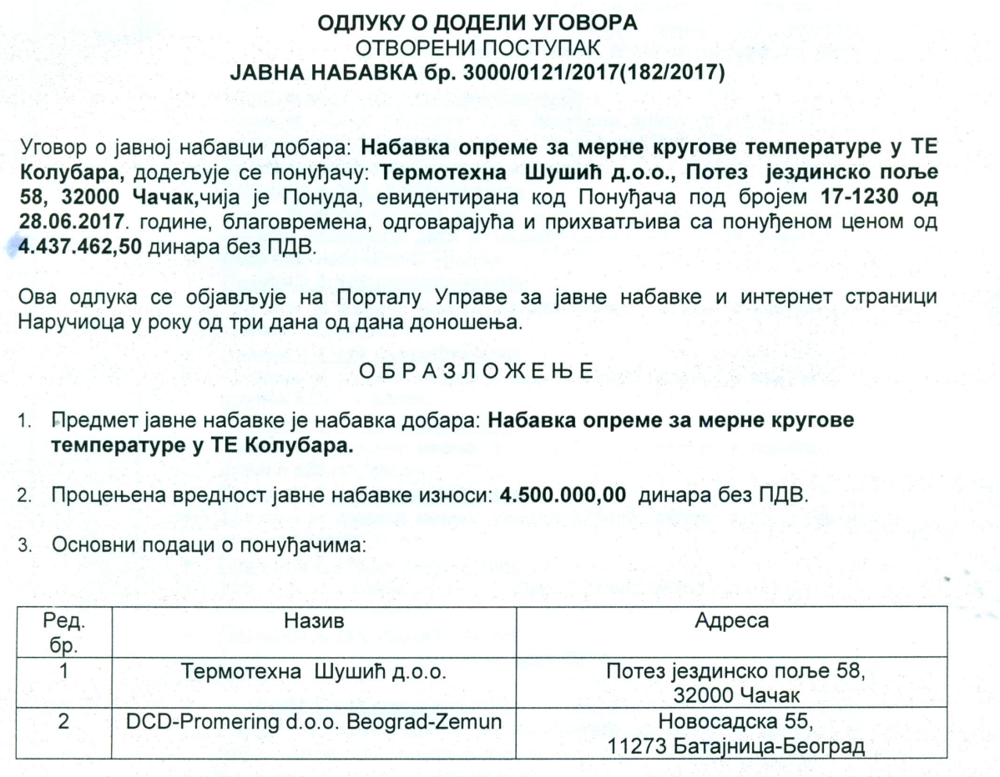 ОДЛУКУ О ДОДЕЛИ УГОВОРА
ОТВОРЕНИ ПОСТУПАК
ЈАВНА НАБАВКА бр. 3000/0121/2017(182/2017)
Уговор о јавној набавци добара: Набавка опреме за мерне кругове температуре у ТЕ
Колубара, додељује се понуђачу: Термотехна Шушић д.о.о., Потез јездинско поље
58, 32000 Чачак,чија је Понуда, евидентирана код Понуђача под бројем 17-1230 од
28.06.2017. године, благовремена, одговарајућа и прихватљива са понуђеном ценом од
4.437.462,50 динара без ПДВ.
Ова одлука се објављује на Порталу Управе за јавне набавке и интернет страници
Наручиоца у року од три дана од дана доношења.
О Б Р А З Л О Ж Е Њ Е
1. Предмет јавне набавке је набавка добара: Набавка опреме за мерне кругове
температуре у ТЕ Колубара.
2. Процењена вредност јавне набавке износи: 4.500.000,00 динара без ПДВ.
3. Основни подаци о понуђачима:
Ред. бр. Назив Адреса
1 Термотехна Шушић д.о.о. Потез јездинско поље 58,
32000 Чачак
2 DCD-Promering d.o.o. Beograd-Zemun Новосадска 55,
11273 Батајница-Београд